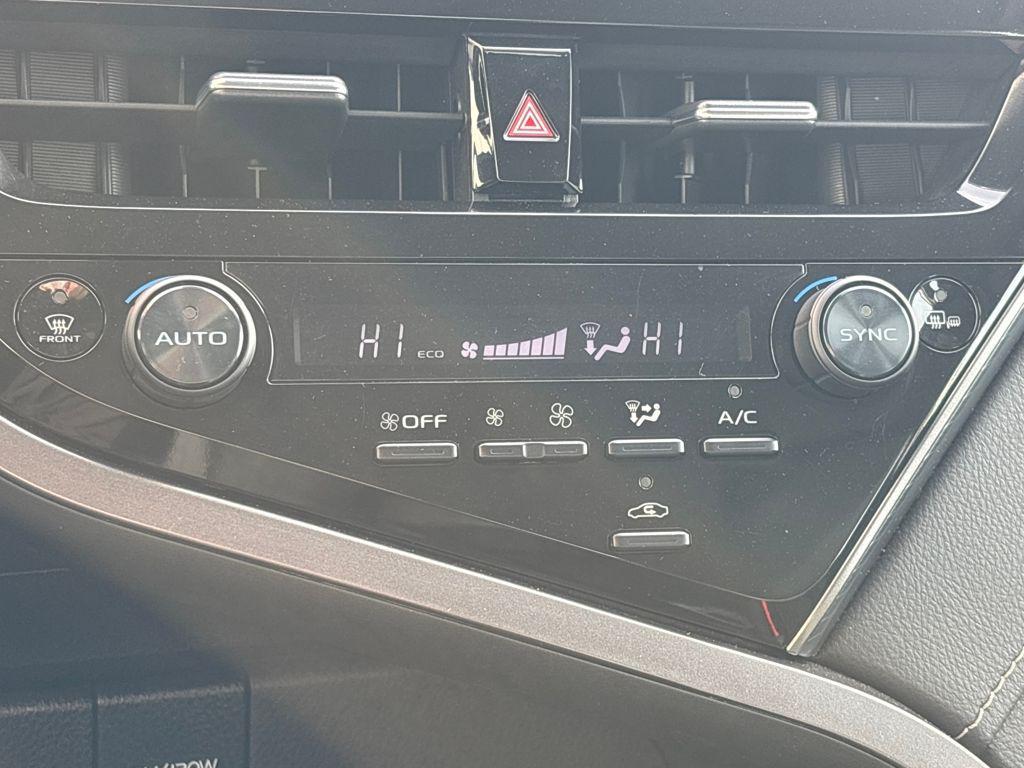 FRONT
AUTO
HI ECO HI
SYNC
OFF
A/C